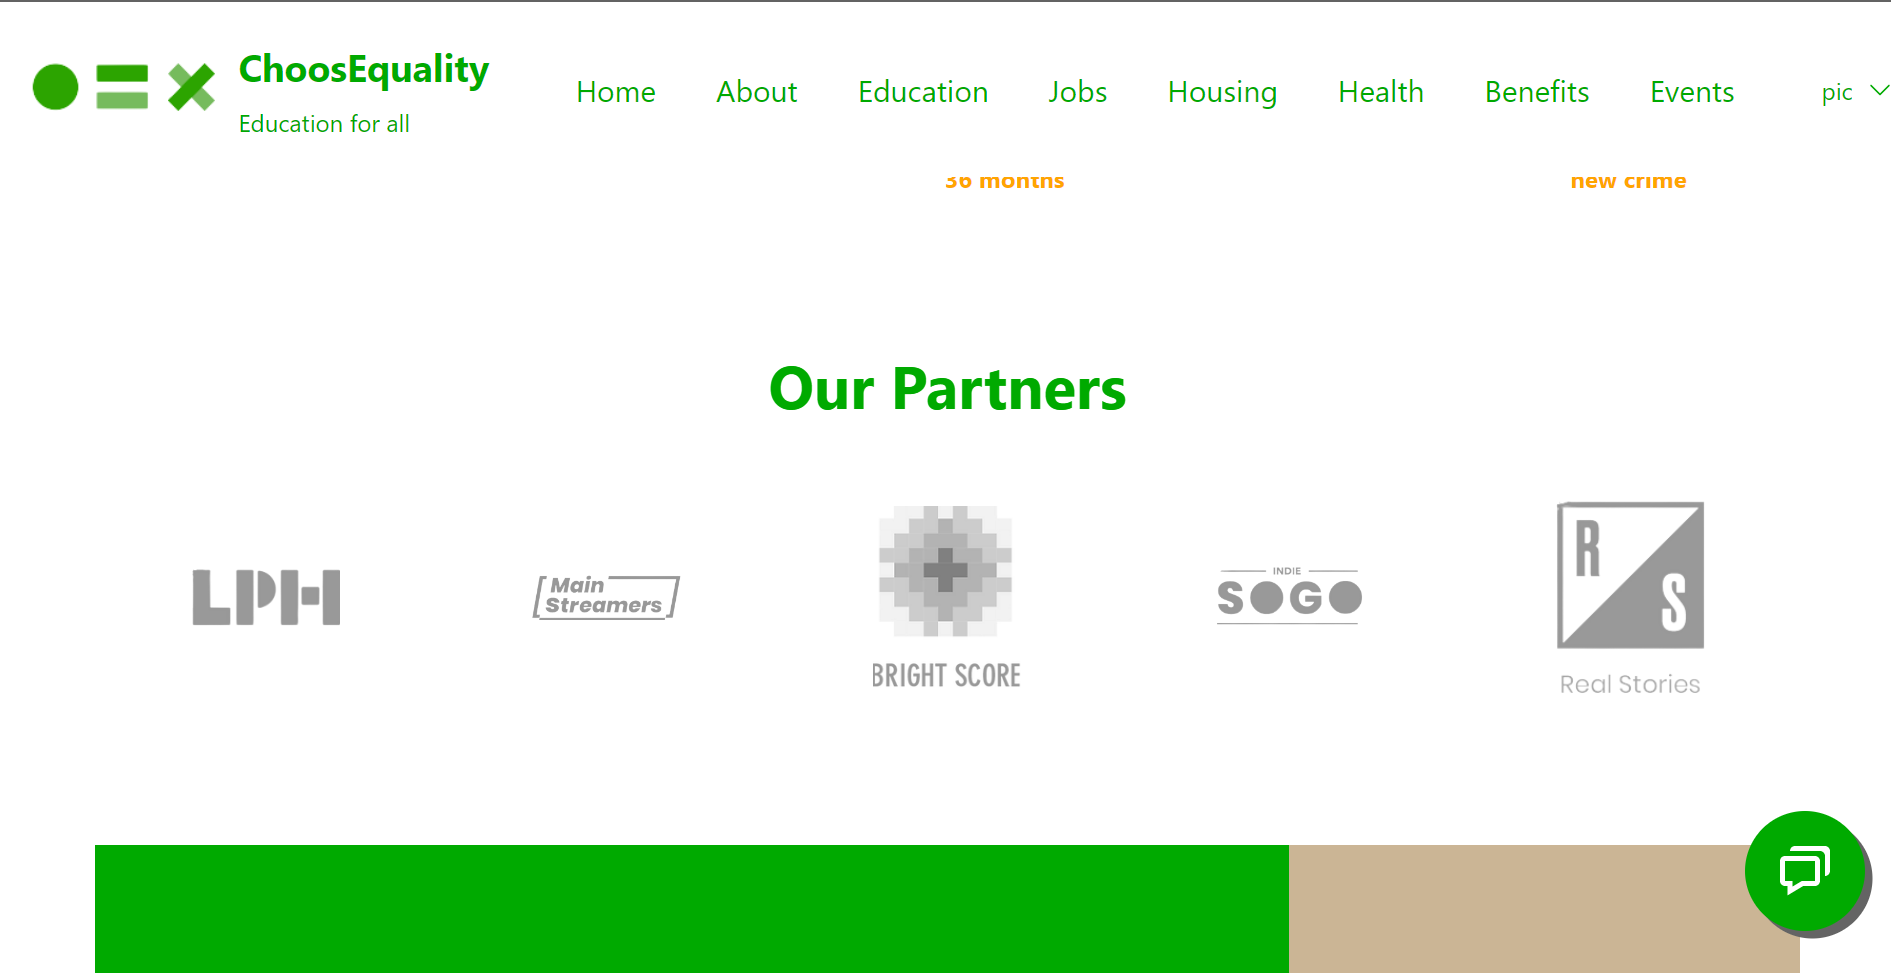 ChoosEquality
Education for all
Home About Education Jobs Housing Health Benefits Events pic
36 months new crime
Our Partners
LPH
Main
Streamers
BRIGHT SCORE
INDIE
SOGO
R
S
Real Stories